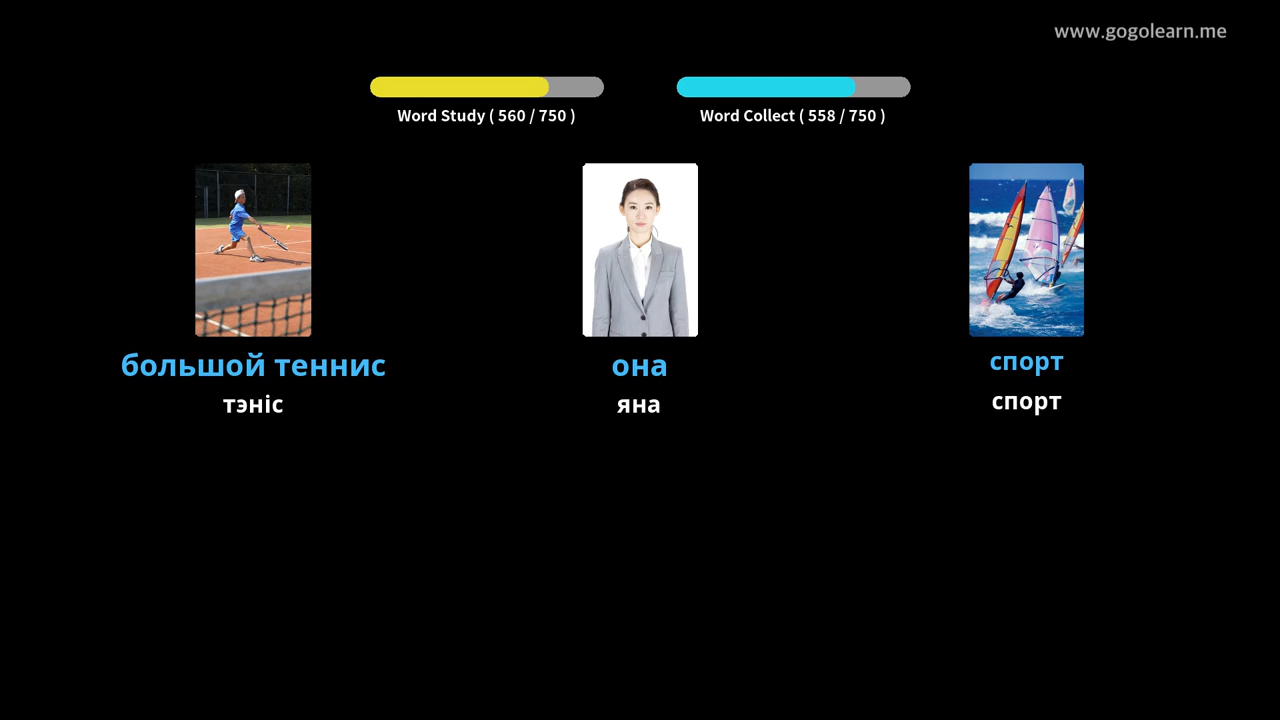 www.gogolearn.me
Word Study ( 560 / 750 )
Word Collect ( 558 / 750 )
большой теннис
она
спорт
тэніс
яна
спорт